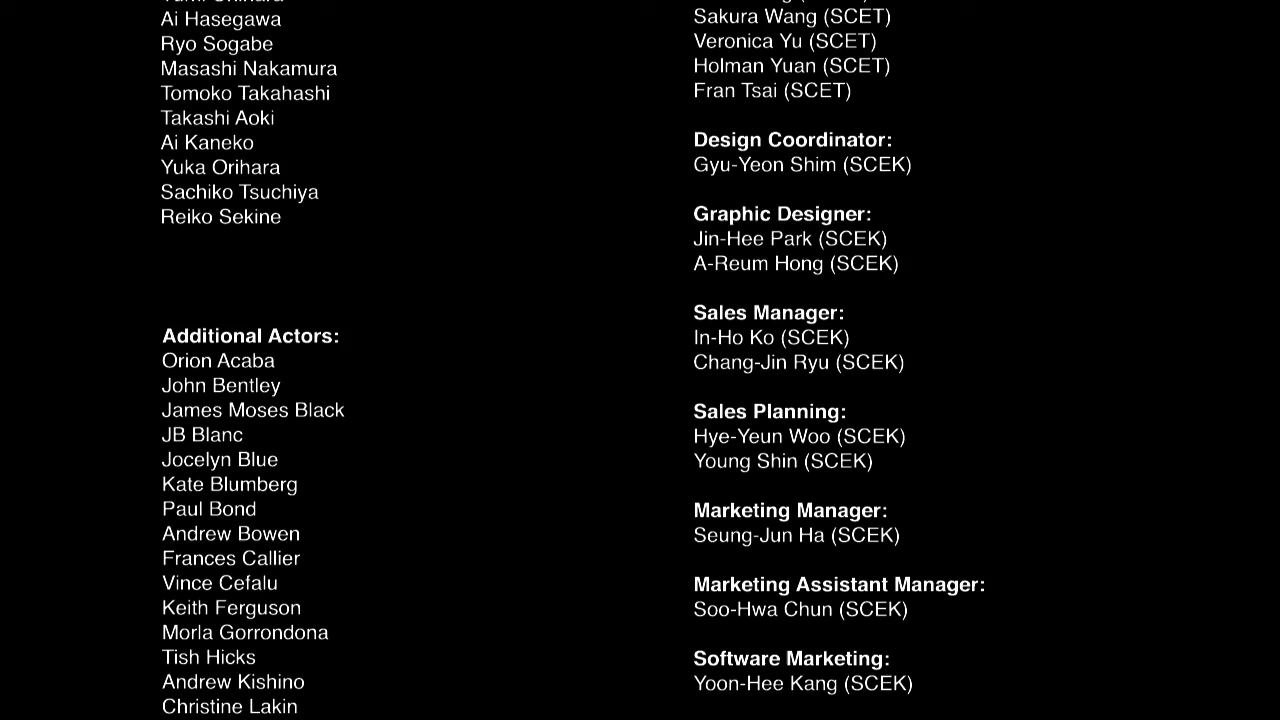 Ai Hasegawa
Ryo Sogabe
Masashi Nakamura
Tomoko Takahashi
Takashi Aoki
Ai Kaneko
Yuka Orihara
Sachiko Tsuchiya
Reiko Sekine
Additional Actors:
Orion Acaba
John Bentley
James Moses Black
JB Blanc
Jocelyn Blue
Kate Blumberg
Paul Bond
Andrew Bowen
Frances Callier
Vince Cefalu
Keith Ferguson
Morla Gorrondona
Tish Hicks
Andrew Kishino
Christine Lakin
Sakura Wang (SCET)
Veronica Yu (SCET)
Holman Yuan (SCET)
Fran Tsai (SCET)
Design Coordinator:
Gyu-Yeon Shim (SCEK)
Graphic Designer:
Jin-Hee Park (SCEK)
A-Reum Hong (SCEK)
Sales Manager:
In-Ho Ko (SCEK)
Chang-Jin Ryu (SCEK)
Sales Planning:
Hye-Yeun Woo (SCEK)
Young Shin (SCEK)
Marketing Manager:
Seung-Jun Ha (SCEK)
Marketing Assistant Manager:
Soo-Hwa Chun (SCEK)
Software Marketing:
Yoon-Hee Kang (SCEK)